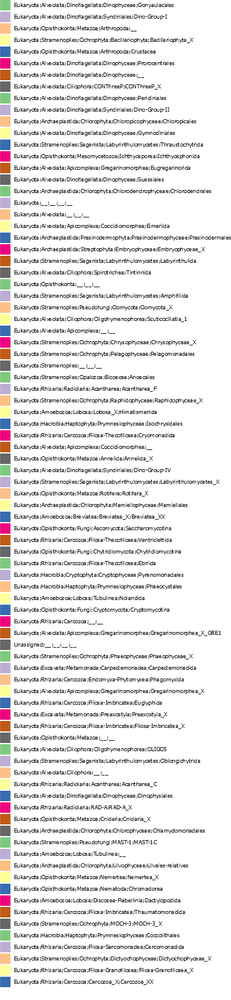 Eukaryota;Alveolata;Dinoflagellata;Dinophyceae;Gonyaulacales
Eukaryota;Alveolata;Dinoflagellata;Syndiniales;Dino-Group-I
Eukaryota;Opisthokonta;Metazoa;Arthropoda;__
Eukaryota;Stramenopiles;Ochrophyta;Bacillariophyta;Bacillariophyta_X
Eukaryota;Opisthokonta;Metazoa;Arthropoda;Crustacea
Eukaryota;Alveolata;Dinoflagellata;Dinophyceae;Prorocentrales
Eukaryota;Alveolata;Dinoflagellata;Dinophyceae;__
Eukaryota;Alveolata;Ciliophora;CONThreeP;CONThreeP_X
Eukaryota;Alveolata;Dinoflagellata;Dinophyceae;Peridiniales
Eukaryota;Alveolata;Dinoflagellata;Syndiniales;Dino-Group-II
Eukaryota;Archaeplastida;Chlorophyta;Chloropicophyceae;Chloropicales
Eukaryota;Alveolata;Dinoflagellata;Dinophyceae;Gymnodiniales
Eukaryota;Stramenopiles;Sagenista;Labyrinthulomycetes;Thraustochytrida
Eukaryota;Opisthokonta;Mesomycetozoa;Ichthyosporea;Ichthyosphonida
Eukaryota;Alveolata;Apicomplexa;Gregarinomorphea;Eugregarinorida
Eukaryota;Alveolata;Dinoflagellata;Dinophyceae;Suessiales
Eukaryota;Archaeplastida;Chlorophyta;Chlorodendrophyceae;Chlorodendrales
Eukaryota;__;__;__;__
Eukaryota;Alveolata;__;__;__
Eukaryota;Alveolata;Apicomplexa;Coccidiomorphea;Eimeriida
Eukaryota;Archaeplastida;Prasinodermophyta;Prasinodermophyceae;Prasinodermales
Eukaryota;Archaeplastida;Streptophyta;Embryophyceae;Embryophyceae_X
Eukaryota;Stramenopiles;Sagenista;Labyrinthulomycetes;Labyrinthulida
Eukaryota;Alveolata;Ciliophora;Spirotrichea;Tintinnida
Eukaryota;Opisthokonta;__;__;__
Eukaryota;Stramenopiles;Sagenista;Labyrinthulomycetes;Amphifilida
Eukaryota;Stramenopiles;Pseudofungi;Oomycota;Oomycota_X
Eukaryota;Alveolata;Ciliophora;Oligohymenophorea;Scuticociliatia_1
Eukaryota;Alveolata;Apicomplexa;__;__
Eukaryota;Stramenopiles;Ochrophyta;Chrysophyceae;Chrysophyceae_X
Eukaryota;Stramenopiles;Ochrophyta;Pelagophyceae;Pelagomonadales
Eukaryota;Stramenopiles;__;__;__
Eukaryota;Stramenopiles;Opalozoa;Bicoecea;Anoecales
Eukaryota;Rhizaria;Radiolaria;Acantharea;Acantharea_F
Eukaryota;Stramenopiles;Ochrophyta;Raphidophyceae;Raphidophyceae_X
Eukaryota;Amoebozoa;Lobosa;Lobosa_X;Himatismenida
Eukaryota;Hacrobia;Haptophyta;Prymnesiophyceae;Isochrysidales
Eukaryota;Rhizaria;Cercozoa;Filosa-Thecofilosea;Cryomonadida
Eukaryota;Alveolata;Apicomplexa;Coccidiomorphea;__
Eukaryota;Opisthokonta;Metazoa;Annelida;Annelida_X
Eukaryota;Alveolata;Dinoflagellata;Syndiniales;Dino-Group-IV
Eukaryota;Stramenopiles;Sagenista;Labyrinthulomycetes;Labyrinthulomycetes_X
Eukaryota;Opisthokonta;Metazoa;Rotifera;Rotifera_X
Eukaryota;Archaeplastida;Chlorophyta;Mamiellophyceae;Mamiellales
Eukaryota;Amoebozoa;Breviatea;Breviatea_X;Breviatea_XX
Eukaryota;Opisthokonta;Fungi;Ascomycota;Saccharomycotina
Eukaryota;Rhizaria;Cercozoa;Filosa-Thecofilosea;Ventricleftida
Eukaryota;Opisthokonta;Fungi;Chytridiomycota;Chytridiomycotina
Eukaryota;Rhizaria;Cercozoa;Filosa-Thecofilosea;Ebriida
Eukaryota;Hacrobia;Cryptophyta;Cryptophyceae;Pyrenomonadales
Eukaryota;Hacrobia;Haptophyta;Prymnesiophyceae;Phaeocystales
Eukaryota;Amoebozoa;Lobosa;Tubulinea;Nolandida
Eukaryota;Opisthokonta;Fungi;Cryptomycota;Cryptomycotina
Eukaryota;Rhizaria;Cercozoa;__;__
Eukaryota;Alveolata;Apicomplexa;Gregarinomorphea;Gregarinomorphea_X_GRE1
Unassigned;__;__;__;__
Eukaryota;Stramenopiles;Ochrophyta;Phaeophyceae;Phaeophyceae_X
Eukaryota;Excavata;Metamonada;Carpediemonadea;Carpediemonadida
Eukaryota;Rhizaria;Cercozoa;Endomyxa-Phytomyxea;Phagomyxida
Eukaryota;Alveolata;Apicomplexa;Gregarinomorphea;Gregarinomorphea_X
Eukaryota;Rhizaria;Cercozoa;Filosa-Imbricatea;Euglyphida
Eukaryota;Excavata;Metamonada;Preaxostyla;Preaxostyla_X
Eukaryota;Rhizaria;Cercozoa;Filosa-Imbricatea;Filosa-Imbricatea_X
Eukaryota;Opisthokonta;Metazoa;__;__
Eukaryota;Alveolata;Ciliophora;Oligohymenophorea;OLIGO5
Eukaryota;Stramenopiles;Sagenista;Labyrinthulomycetes;Oblongichytrida
Eukaryota;Alveolata;Ciliophora;__;__
Eukaryota;Rhizaria;Radiolaria;Acantharea;Acantharea_C
Eukaryota;Alveolata;Dinoflagellata;Dinophyceae;Dinophysiales
Eukaryota;Rhizaria;Radiolaria;RAD-A;RAD-A_X
Eukaryota;Opisthokonta;Metazoa;Cnidaria;Cnidaria_X
Eukaryota;Archaeplastida;Chlorophyta;Chlorophyceae;Chlamydomonadales
Eukaryota;Stramenopiles;Pseudofungi;MAST-1;MAST-1C
Eukaryota;Amoebozoa;Lobosa;Tubulinea;__
Eukaryota;Archaeplastida;Chlorophyta;Ulvophyceae;Ulvales-relatives
Eukaryota;Opisthokonta;Metazoa;Nemertea;Nemertea_X
Eukaryota;Opisthokonta;Metazoa;Nematoda;Chromadorea
Eukaryota;Amoebozoa;Lobosa;Discosea-Flabellinia;Dactylopodida
Eukaryota;Rhizaria;Cercozoa;Filosa-Imbricatea;Thaumatomonadida
Eukaryota;Stramenopiles;Ochrophyta;MOCH-3;MOCH-3_X
Eukaryota;Hacrobia;Haptophyta;Prymnesiophyceae;Coccolithales
Eukaryota;Rhizaria;Cercozoa;Filosa-Sarcomonadea;Cercomonadida
Eukaryota;Stramenopiles;Ochrophyta;Dictyochophyceae;Dictyochophyceae_X
Eukaryota;Rhizaria;Cercozoa;Filosa-Granofilosea;Filosa-Granofilosea_X
Eukaryota;Rhizaria;Cercozoa;Cercozoa_X;Cercozoa_XX